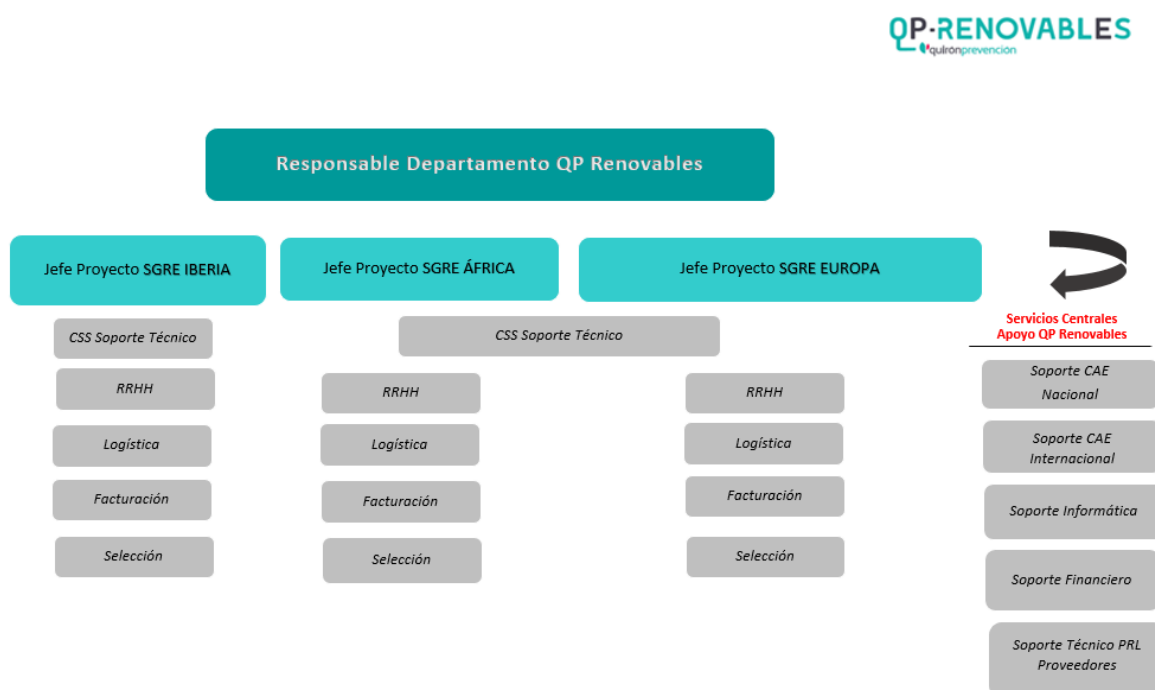 QP-RENOVABLES
quirónprevención
Responsable Departamento QP Renovables
Jefe Proyecto SGRE IBERIA
Jefe Proyecto SGRE ÁFRICA
Jefe Proyecto SGRE EUROPA
CSS Soporte Técnico
RRHH
Logística
Facturación
Selección
CSS Soporte Técnico
RRHH
Logística
Facturación
Selección
RRHH
Logística
Facturación
Selección
Servicios Centrales
Apoyo QP Renovables
Soporte CAE
Nacional
Soporte CAE
Internacional
Soporte Informática
Soporte Financiero
Soporte Técnico PRL
Proveedores